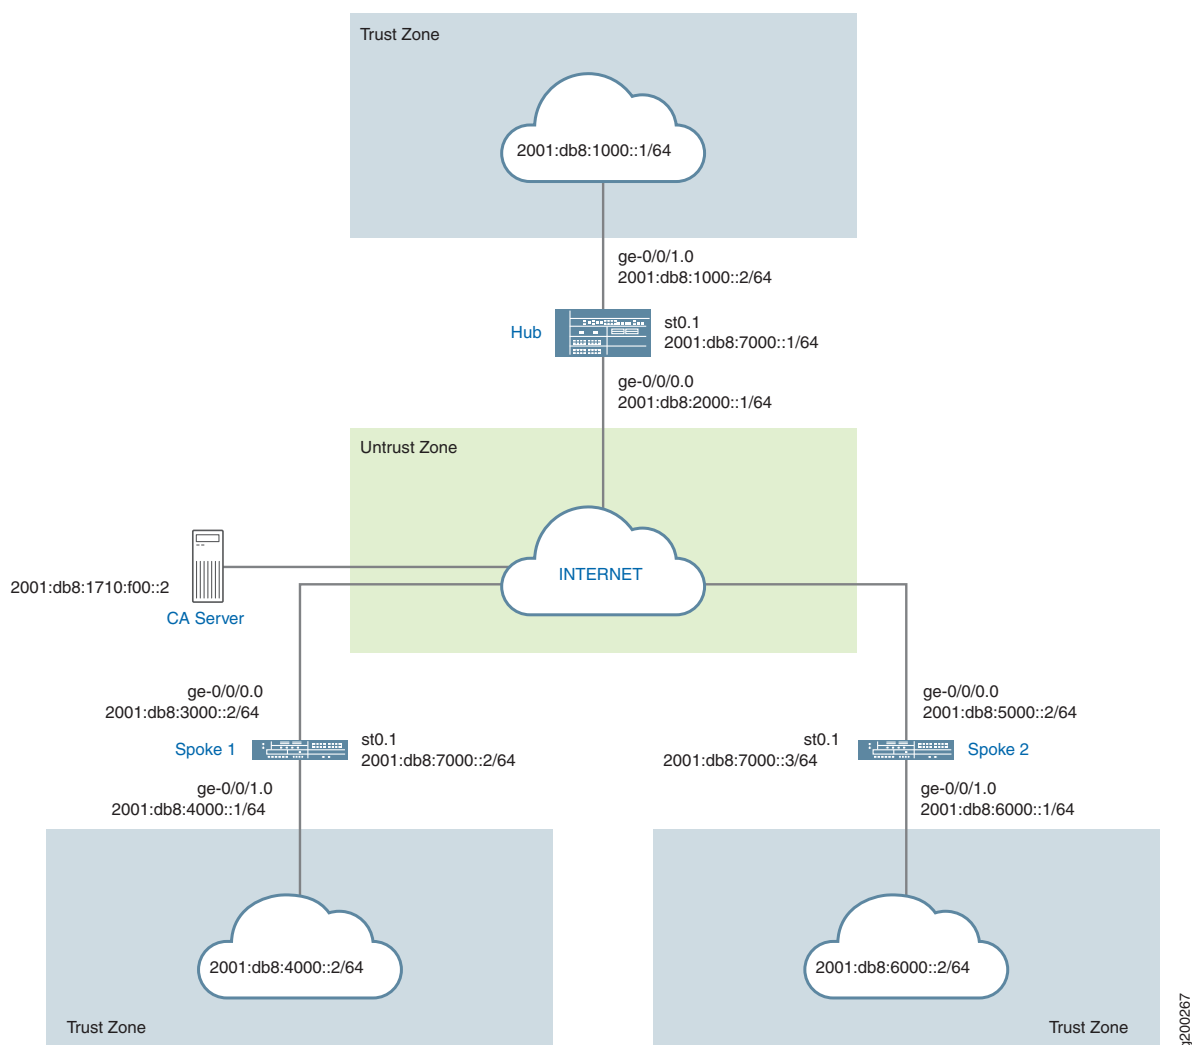 Trust Zone
2001:db8:1000::1/64
ge-0/0/1.0
2001:db8:1000::2/64
Hub
st0.1
2001:db8:7000::1/64
ge-0/0/0.0
2001:db8:2000::1/64
Untrust Zone
INTERNET
2001:db8:1710:f00::2
CA Server
ge-0/0/0.0
2001:db8:3000::2/64
Spoke 1
st0.1
2001:db8:7000::2/64
ge-0/0/1.0
2001:db8:4000::1/64
ge-0/0/0.0
2001:db8:5000::2/64
st0.1
2001:db8:7000::3/64
Spoke 2
ge-0/0/1.0
2001:db8:6000::1/64
2001:db8:4000::2/64
Trust Zone
2001:db8:6000::2/64
Trust Zone
g200267